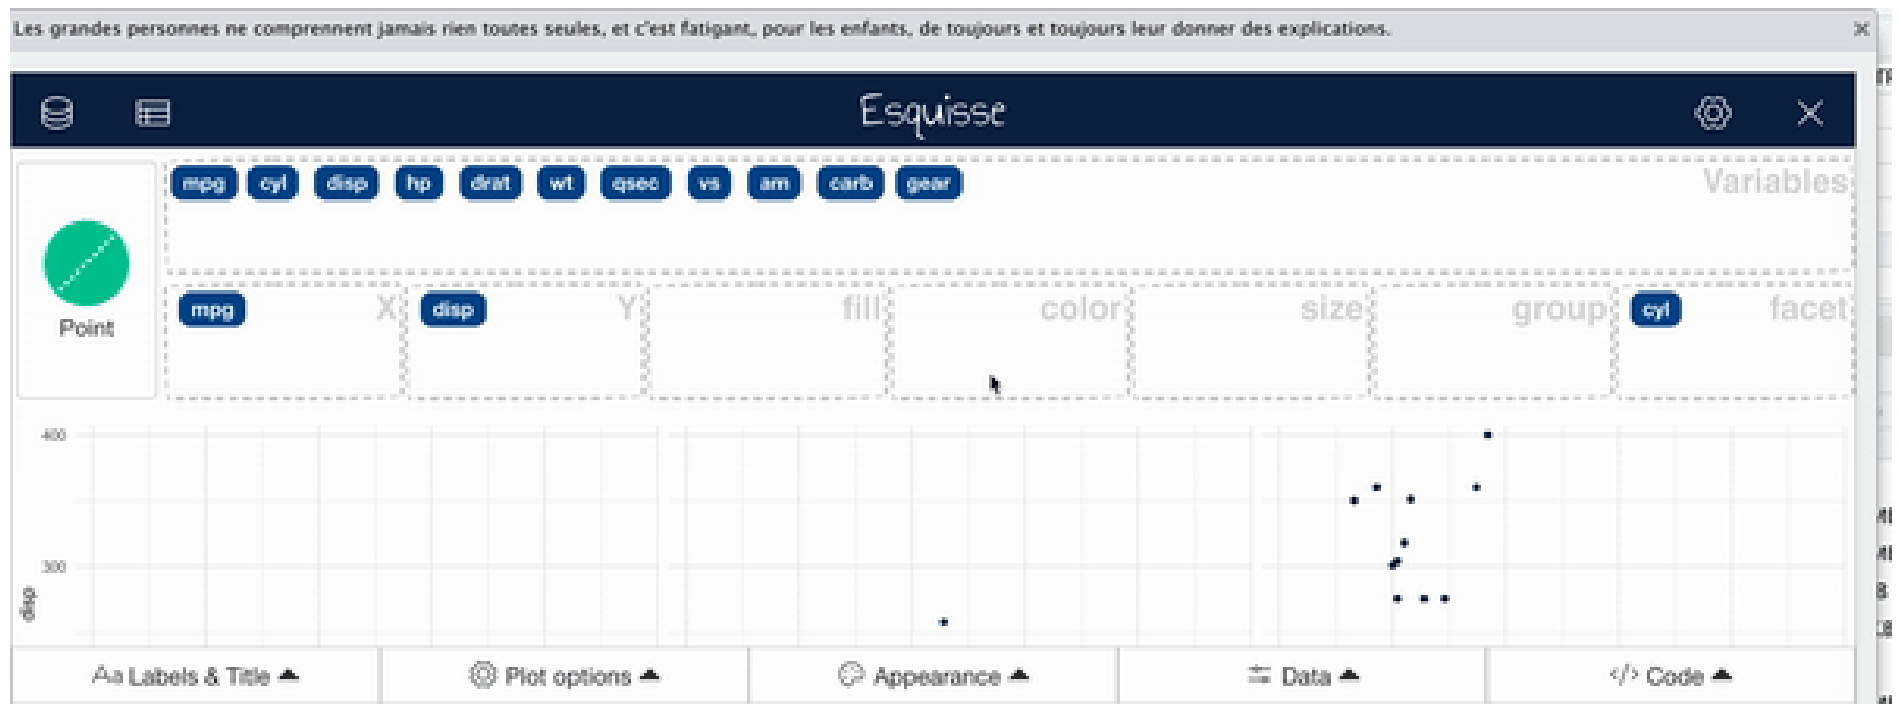 Les grandes personnes ne comprennent jamais rien toutes seules, et c'est fatigant, pour les enfants, de toujours et toujours leur donner des explications.
Esquisse
mpg cyl disp hp drat wt qsec vs am carb gear Variables
Point
mpg X disp Y fill color size group cyl facet
400
300
disp
Aa Labels & Title Plot options Appearance Data </> Code